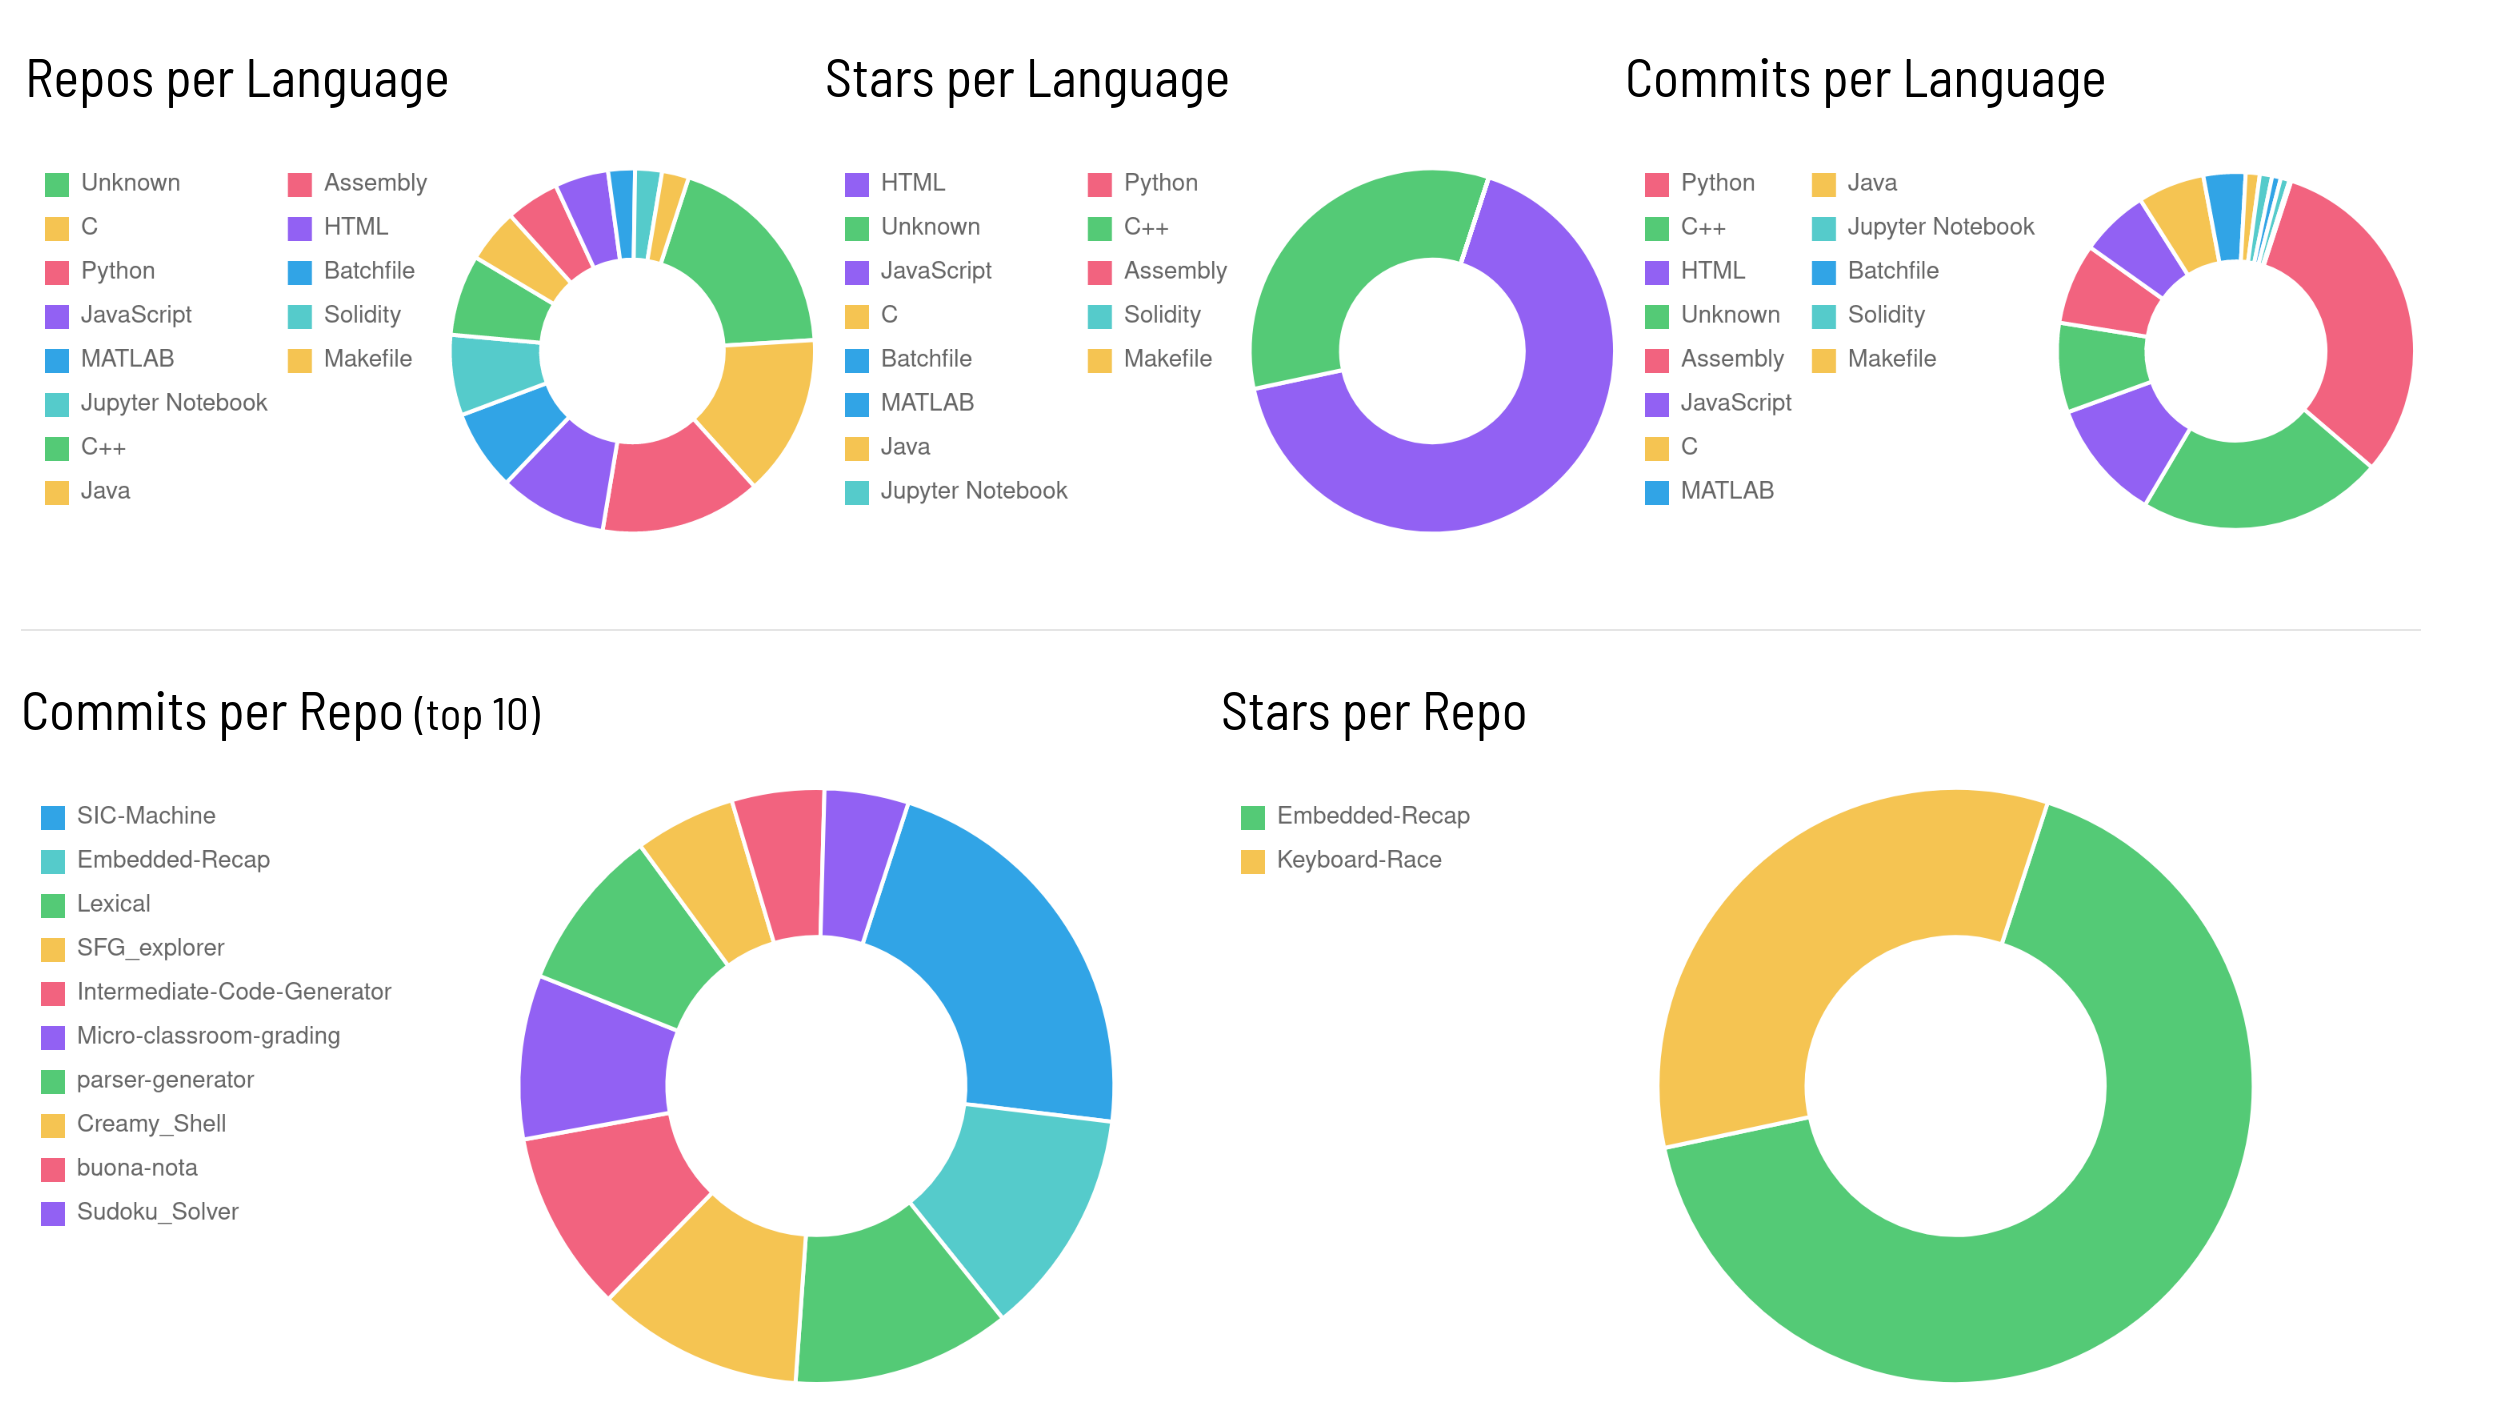 Repos per Language
Unknown
C
Python
JavaScript
MATLAB
Jupyter Notebook
C++
Java
Assembly
HTML
Batchfile
Solidity
Makefile
Stars per Language
HTML
Unknown
JavaScript
C
Batchfile
MATLAB
Java
Jupyter Notebook
Python
C++
Assembly
Solidity
Makefile
Commits per Language
Python
C++
HTML
Unknown
Assembly
JavaScript
C
MATLAB
Java
Jupyter Notebook
Batchfile
Solidity
Makefile
Commits per Repo (top 10)
SIC-Machine
Embedded-Recap
Lexical
SFG_explorer
Intermediate-Code-Generator
Micro-classroom-grading
parser-generator
Creamy_Shell
buona-nota
Sudoku_Solver
Stars per Repo
Embedded-Recap
Keyboard-Race